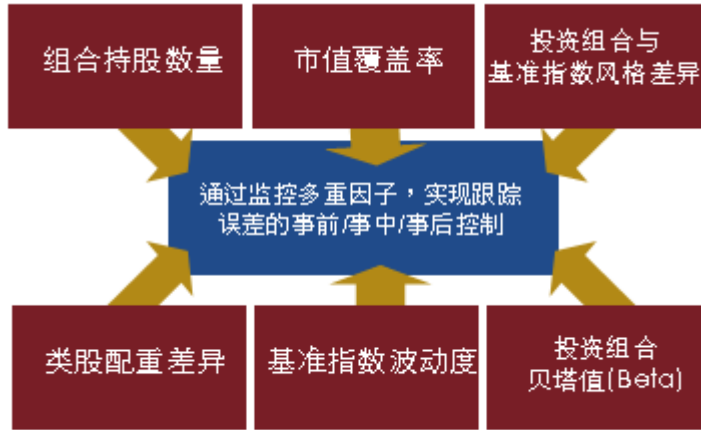 组合持股数量
市值覆盖率
投资组合与
基准指数风格差异
通过监控多重因子，实现跟踪
误差的事前/事中/事后控制
类股配重差异
基准指数波动度
投资组合
贝塔值(Beta)